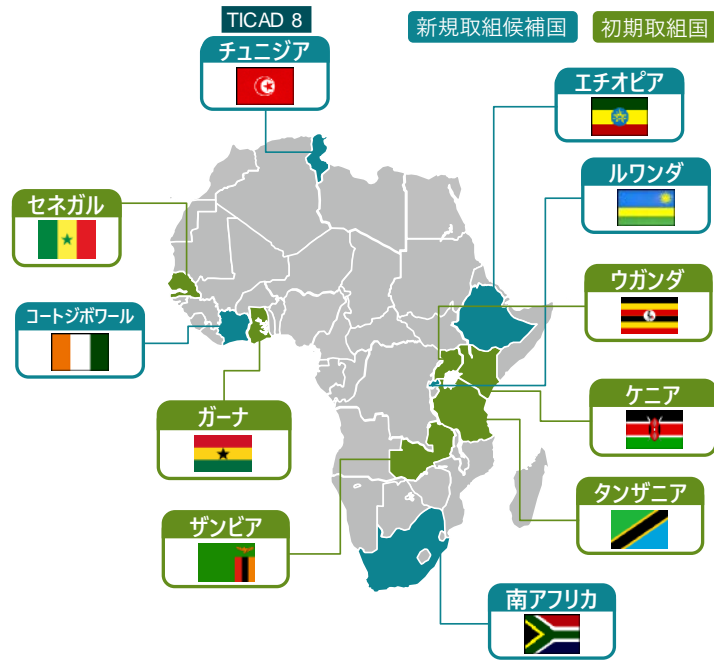 TICAD 8
新規取組候補国
初期取組国
チュニジア
エチオピア
ルワンダ
セネガル
ウガンダ
コートジボワール
ケニア
ガーナ
タンザニア
ザンビア
南アフリカ